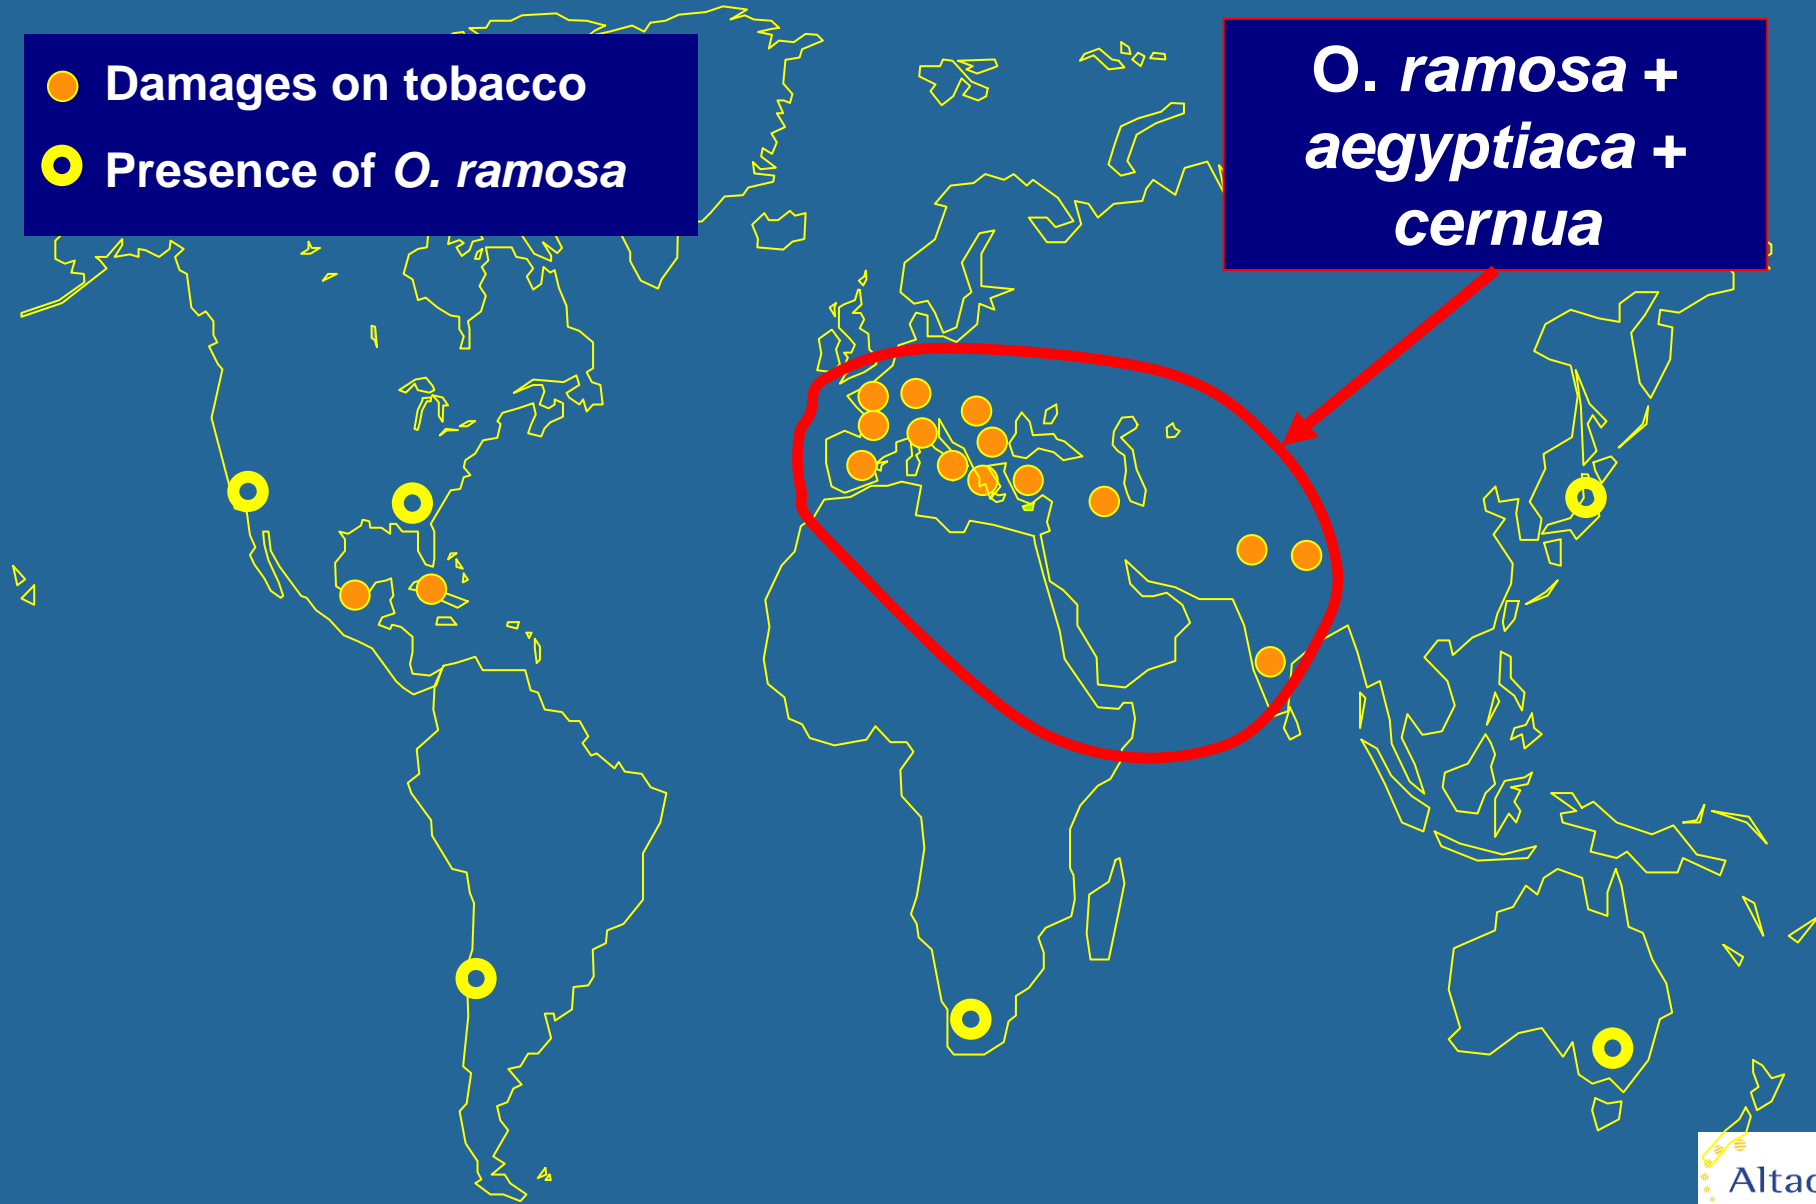 Damages on tobacco
Presence of O. ramosa
O. ramosa +
aegyptiaca +
cernua